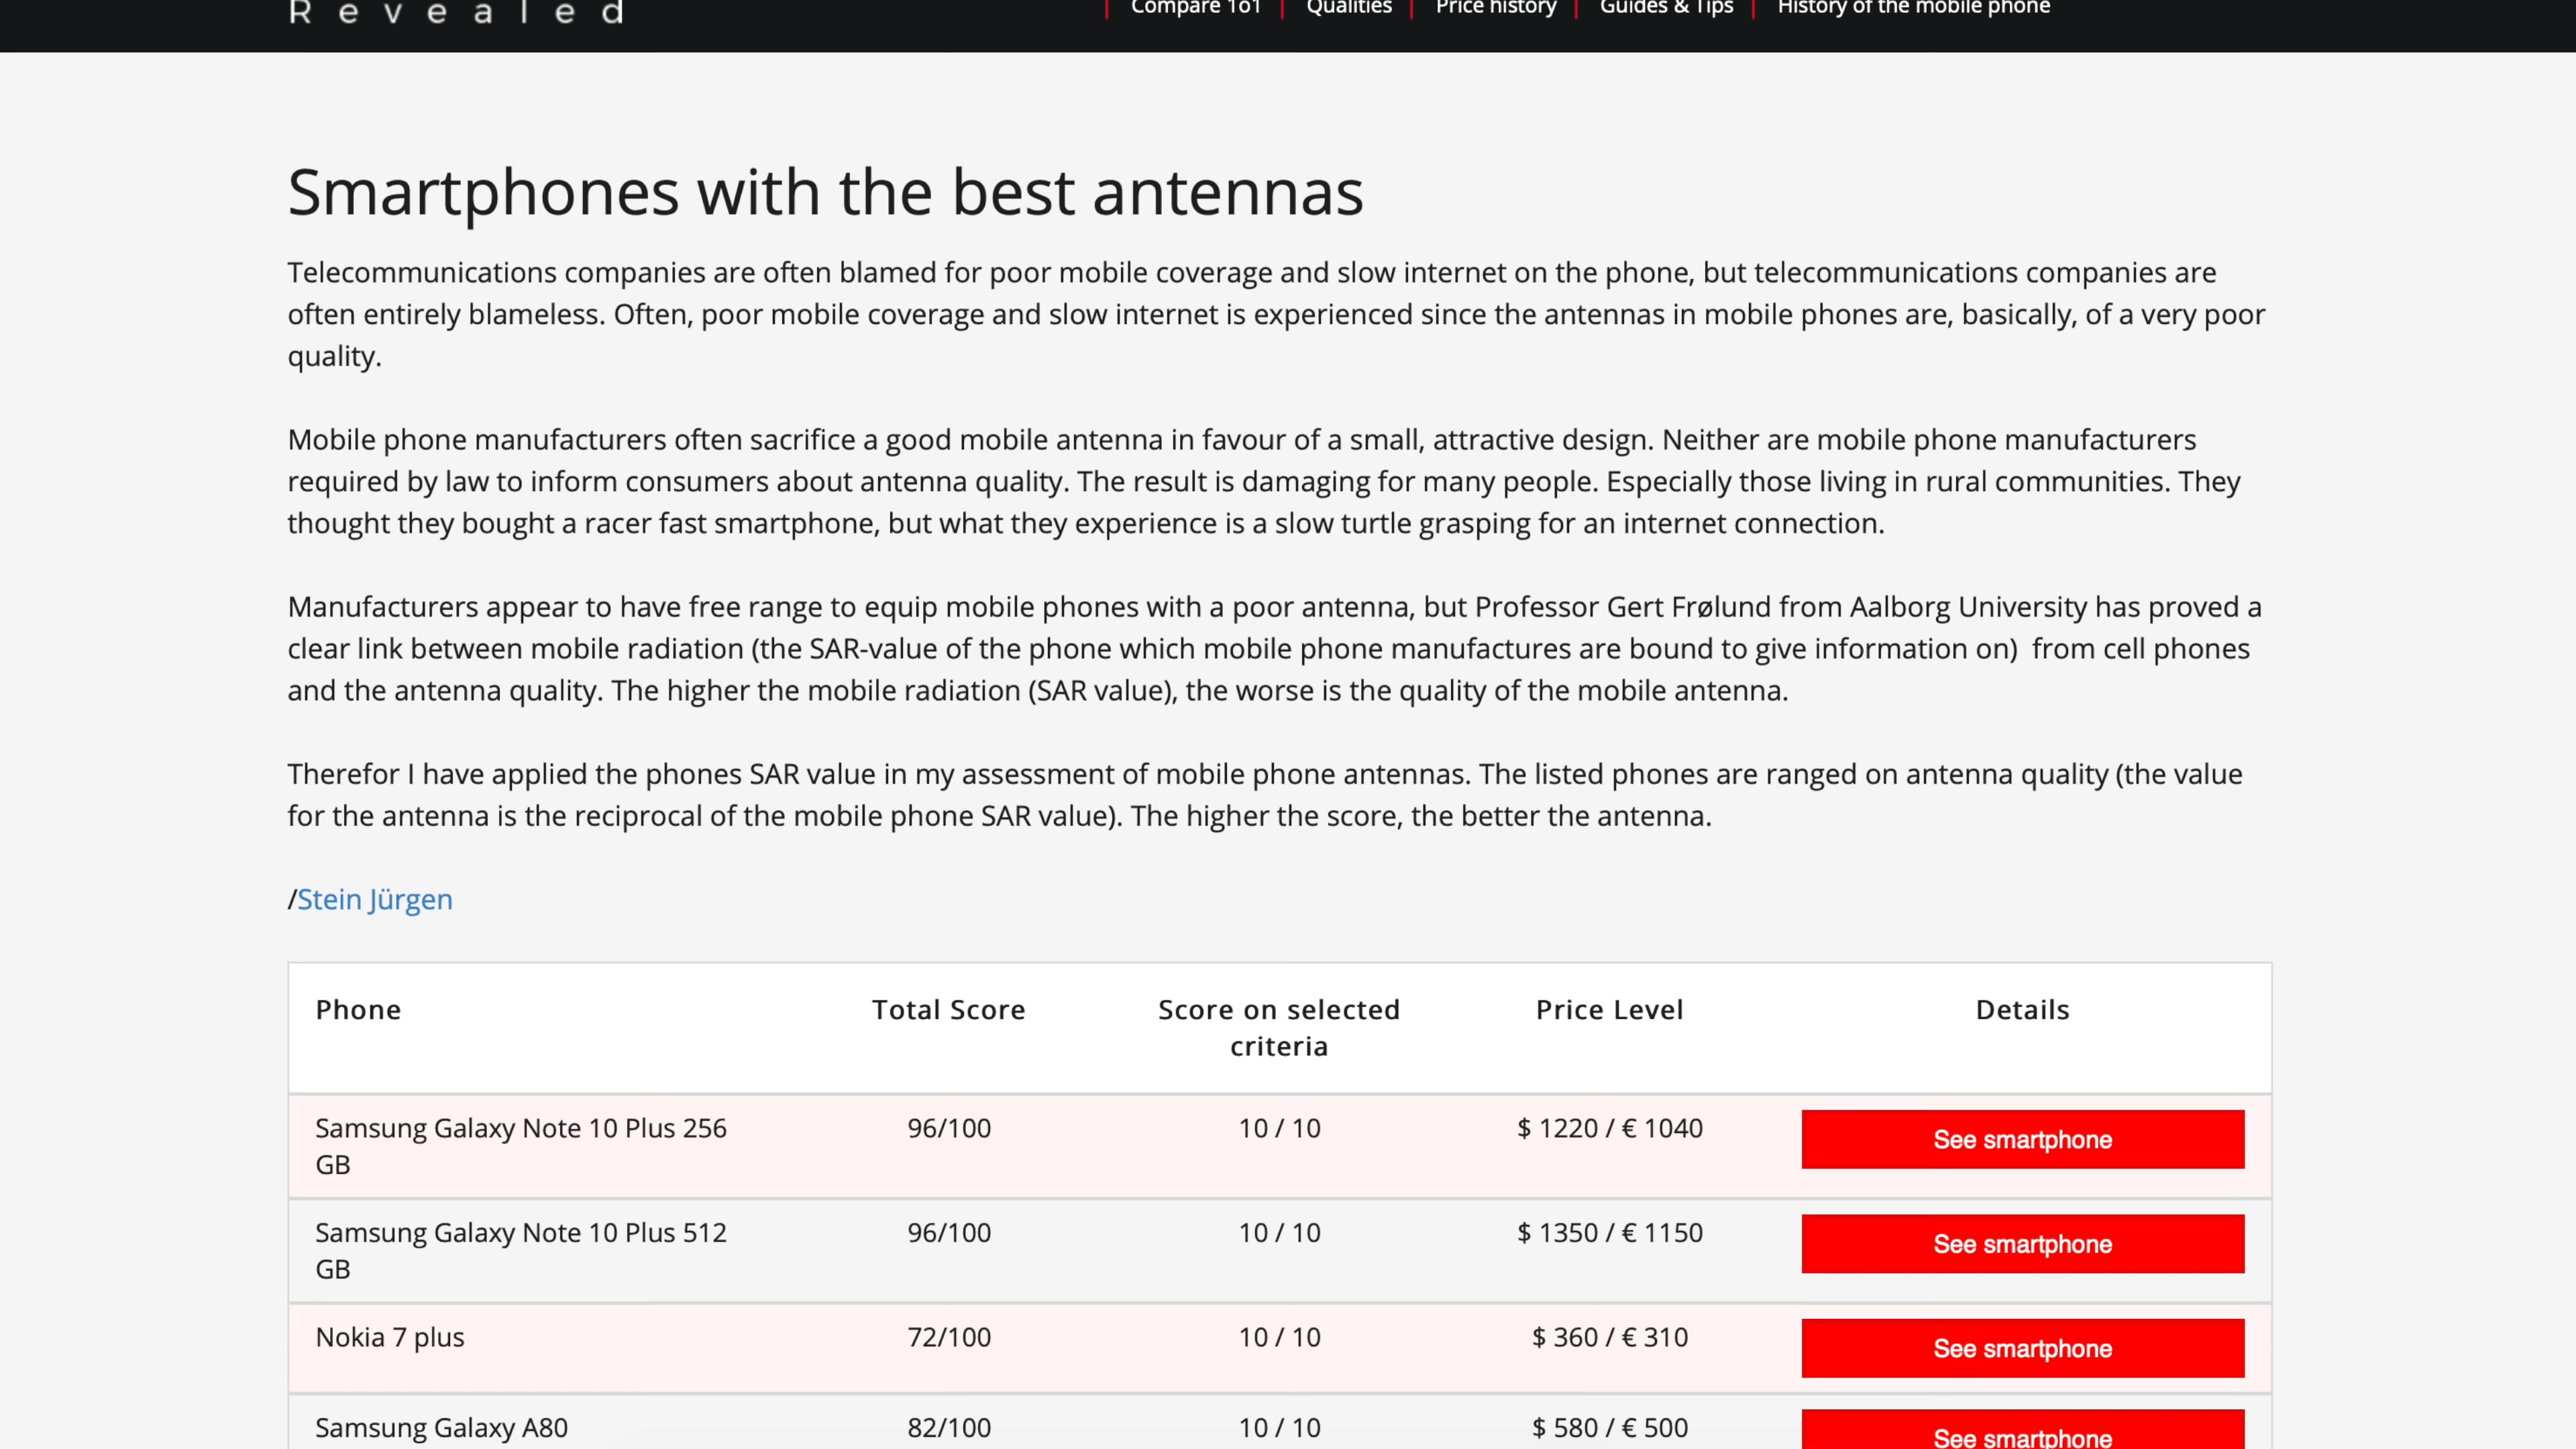 Revealed
Compare 1o1 | Qualities | Price history | Guides & Tips | History of the mobile phone
Smartphones with the best antennas
Telecommunications companies are often blamed for poor mobile coverage and slow internet on the phone, but telecommunications companies are
often entirely blameless. Often, poor mobile coverage and slow internet is experienced since the antennas in mobile phones are, basically, of a very poor
quality.
Mobile phone manufacturers often sacrifice a good mobile antenna in favour of a small, attractive design. Neither are mobile phone manufacturers
required by law to inform consumers about antenna quality. The result is damaging for many people. Especially those living in rural communities. They
thought they bought a racer fast smartphone, but what they experience is a slow turtle grasping for an internet connection.
Manufacturers appear to have free range to equip mobile phones with a poor antenna, but Professor Gert Frølund from Aalborg University has proved a
clear link between mobile radiation (the SAR-value of the phone which mobile phone manufactures are bound to give information on)  from cell phones
and the antenna quality. The higher the mobile radiation (SAR value), the worse is the quality of the mobile antenna.
Therefor I have applied the phones SAR value in my assessment of mobile phone antennas. The listed phones are ranged on antenna quality (the value
for the antenna is the reciprocal of the mobile phone SAR value). The higher the score, the better the antenna.
/Stein Jürgen
Phone Total Score Score on selected Price Level Details
criteria
Samsung Galaxy Note 10 Plus 256 96/100 10 / 10 $ 1220 / € 1040 See smartphone
GB
Samsung Galaxy Note 10 Plus 512 96/100 10 / 10 $ 1350 / € 1150 See smartphone
GB
Nokia 7 plus 72/100 10 / 10 $ 360 / € 310 See smartphone
Samsung Galaxy A80 82/100 10 / 10 $ 580 / € 500 See smartphone